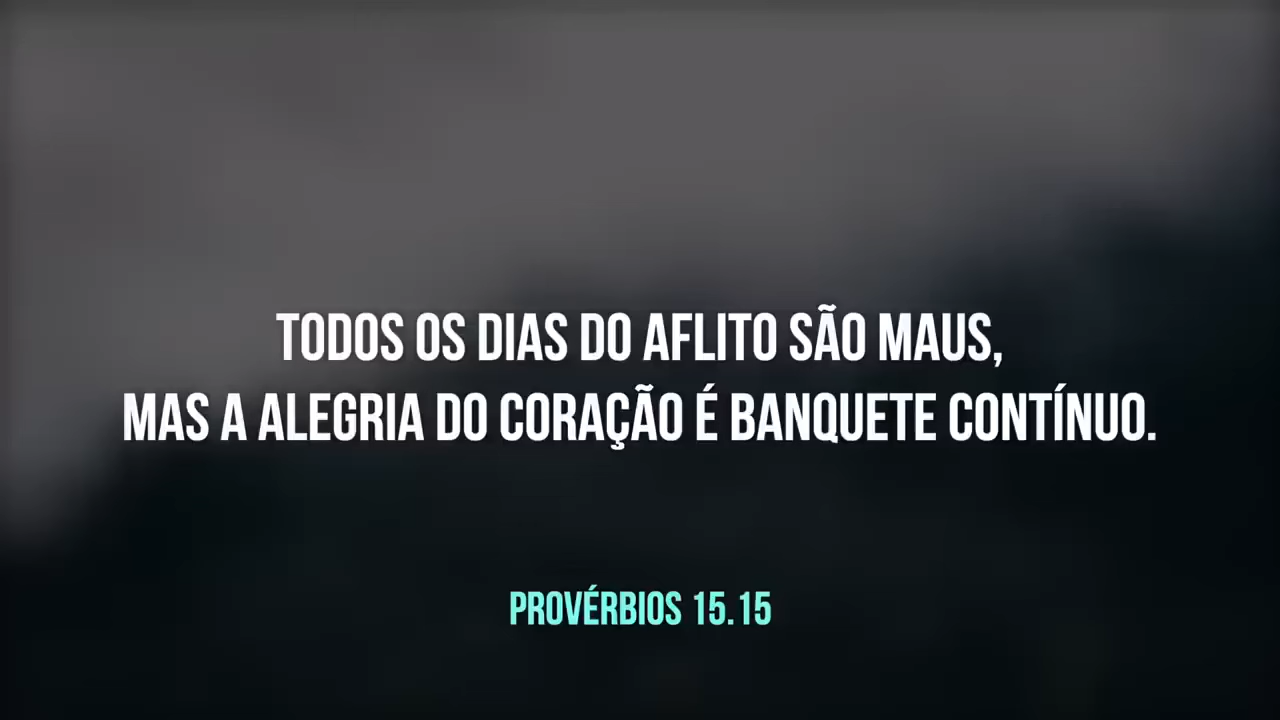 TODOS OS DIAS DO AFLITO SÃO MAUS,
MAS A ALEGRIA DO CORAÇÃO É BANQUETE CONTÍNUO.
PROVÉRBIOS 15.15